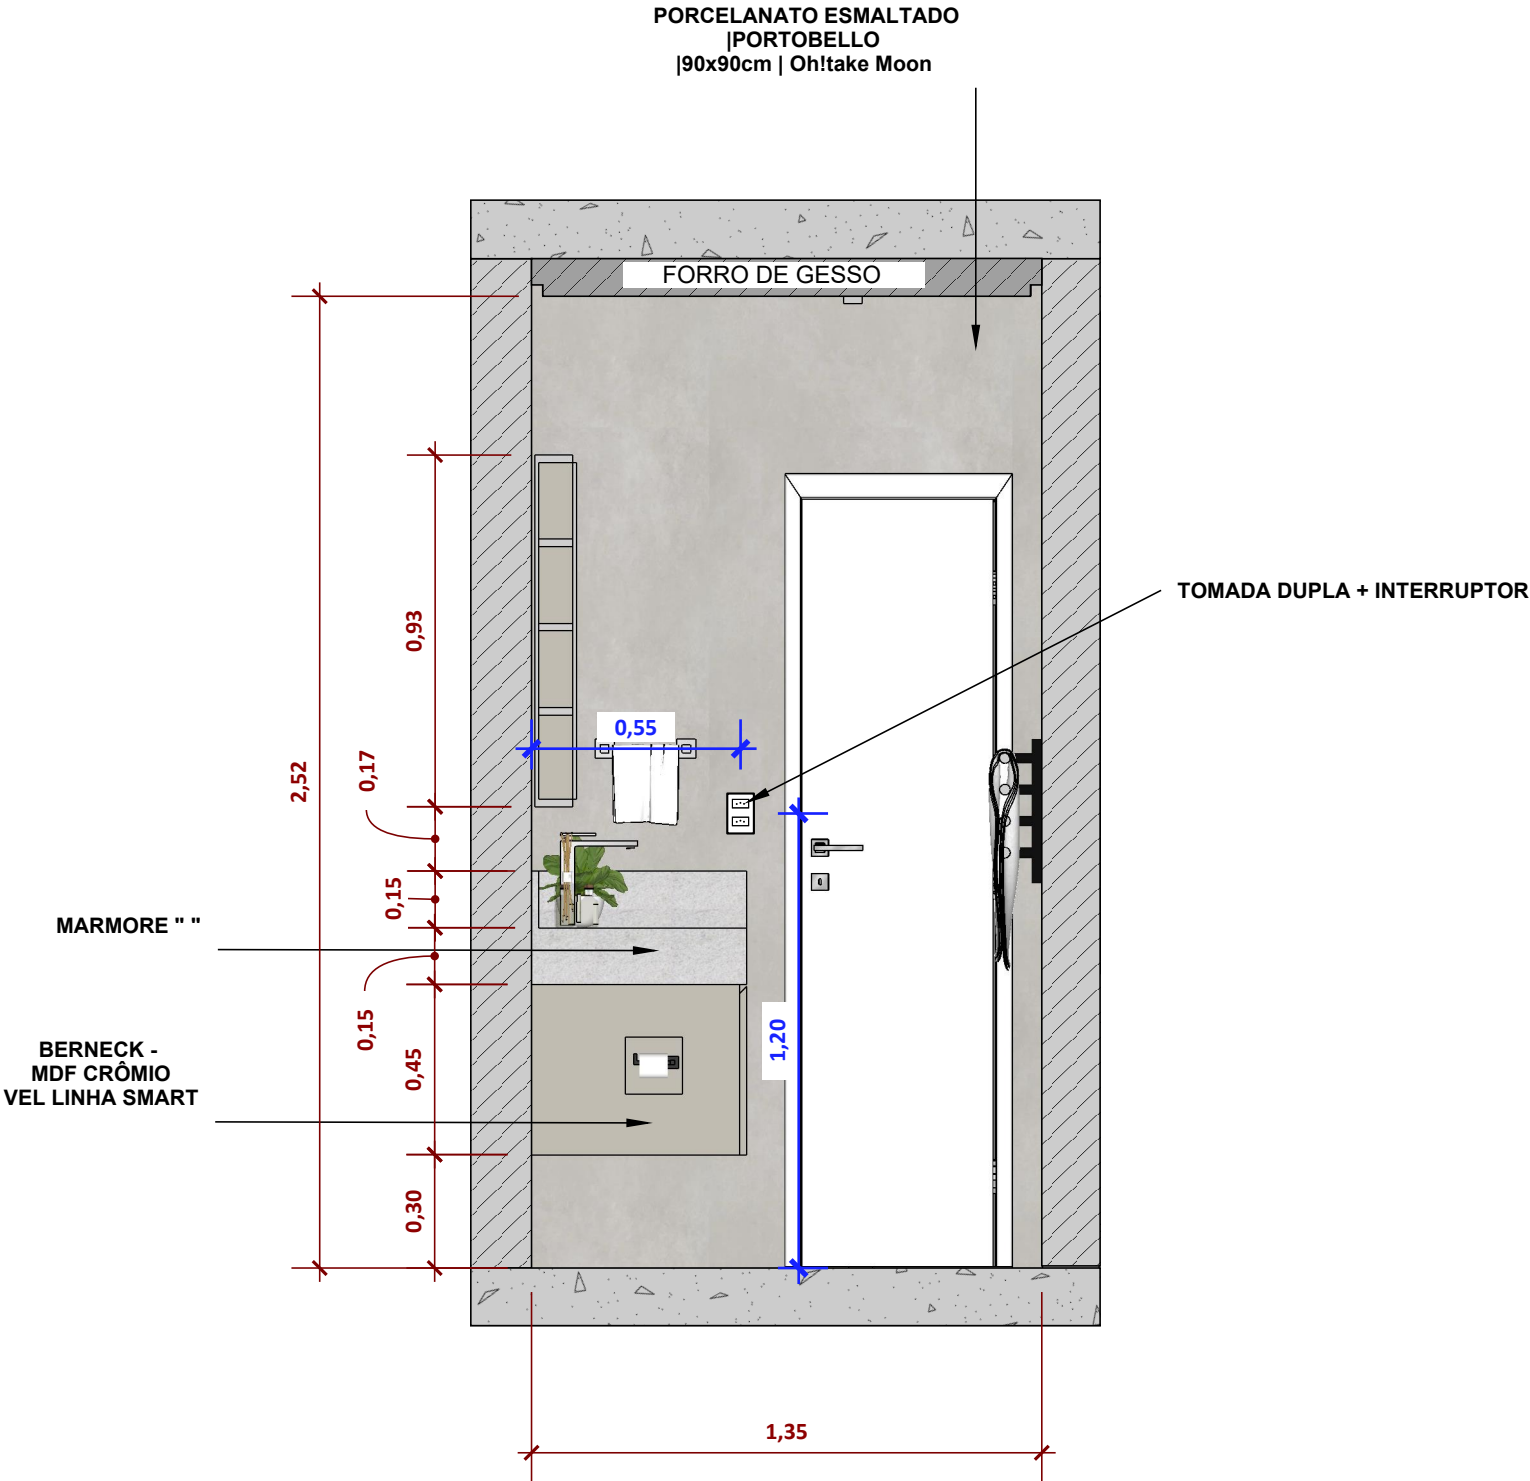 PORCELANATO ESMALTADO
|PORTOBELLO
|90x90cm | Oh!take Moon
FORRO DE GESSO
TOMADA DUPLA + INTERRUPTOR
0,93
0,55
2,52
0,17
0,15
MARMORE " "
0,15
1,20
0,45
BERNECK -
MDF CRÔMIO
VEL LINHA SMART
0,30
1,35